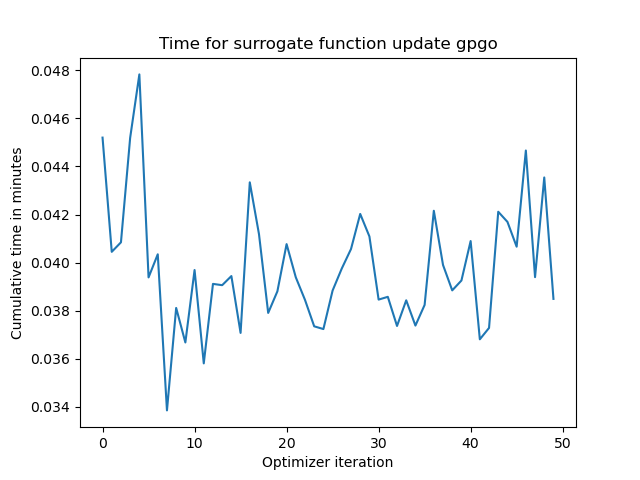 Time for surrogate function update gpgo
0.048
0.046
0.044
0.042
0.040
0.038
0.036
0.034
Cumulative time in minutes
0 10 20 30 40 50
Optimizer iteration